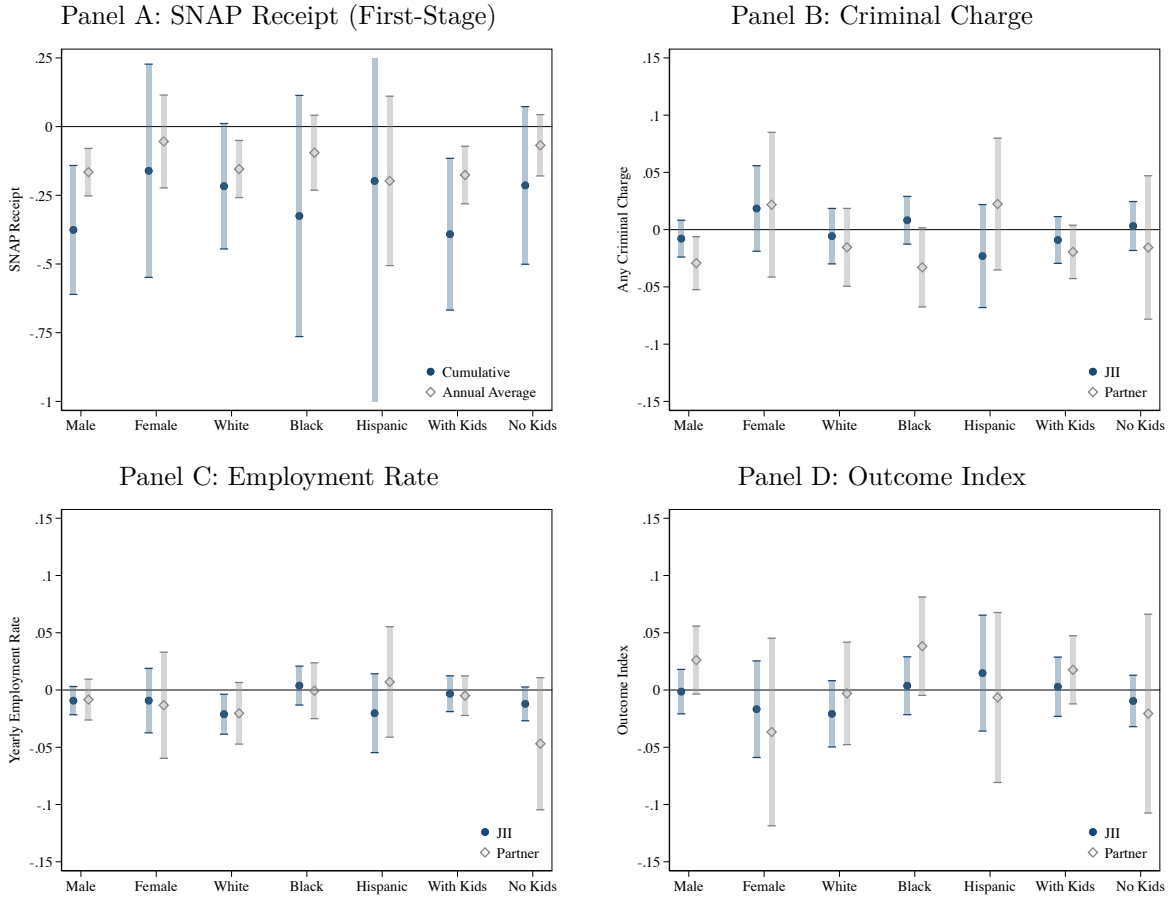 Panel A: SNAP Receipt (First-Stage)
.25
0
-.25
-.5
-.75
-1
SNAP Receipt
Cumulative
Annual Average
Male Female White Black Hispanic With Kids No Kids
Panel B: Criminal Charge
.15
.1
.05
0
-.05
-.1
-.15
Any Criminal Charge
JII
Partner
Male Female White Black Hispanic With Kids No Kids
Panel C: Employment Rate
.15
.1
.05
0
-.05
-.1
-.15
Yearly Employment Rate
JII
Partner
Male Female White Black Hispanic With Kids No Kids
Panel D: Outcome Index
.15
.1
.05
0
-.05
-.1
-.15
Outcome Index
JII
Partner
Male Female White Black Hispanic With Kids No Kids